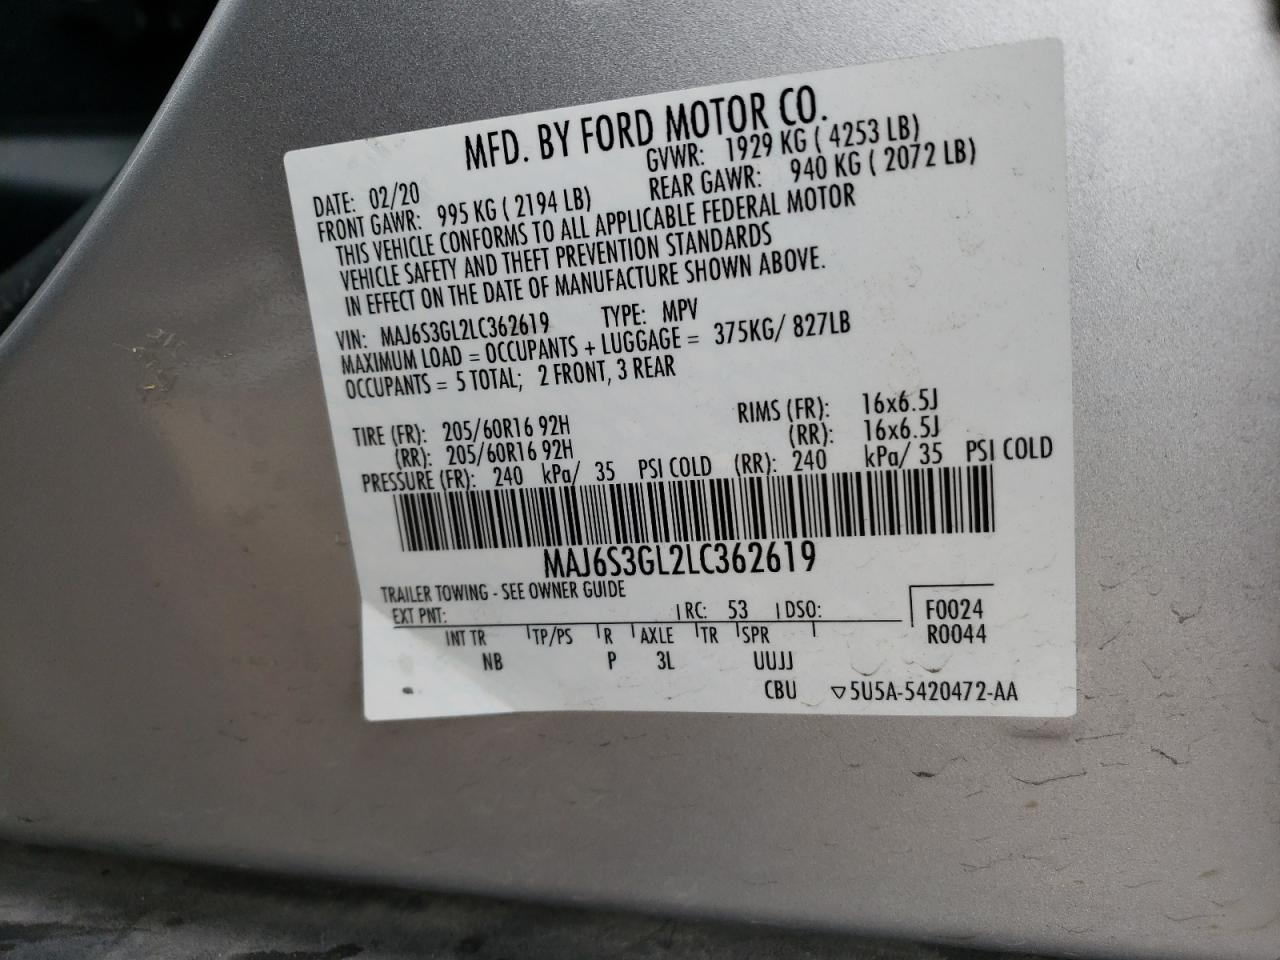 MFD. BY FORD MOTOR CO.
DATE: 02/20 GVWR: 1929 KG ( 4253 LB)
FRONT GAWR: 995 KG ( 2194 LB) REAR GAWR: 940 KG ( 2072 LB)
THIS VEHICLE CONFORMS TO ALL APPLICABLE FEDERAL MOTOR
VEHICLE SAFETY AND THEFT PREVENTION STANDARDS
IN EFFECT ON THE DATE OF MANUFACTURE SHOWN ABOVE.
VIN: MAJ6S3GL2LC362619 TYPE: MPV
MAXIMUM LOAD = OCCUPANTS + LUGGAGE = 375KG/ 827LB
OCCUPANTS = 5 TOTAL; 2 FRONT, 3 REAR
TIRE (FR): 205/60R16 92H RIMS (FR): 16x6.5J
(RR): 205/60R16 92H (RR): 16x6.5J
PRESSURE (FR): 240 kPa/ 35 PSI COLD (RR): 240 kPa/ 35 PSI COLD
MAJ6S3GL2LC362619
TRAILER TOWING - SEE OWNER GUIDE
EXT PNT: RC: 53 DSO: F0024
INT TR TP/PS R AXLE TR SPR R0044
NB P 3L UUJJ
CBU ▽5U5A-5420472-AA